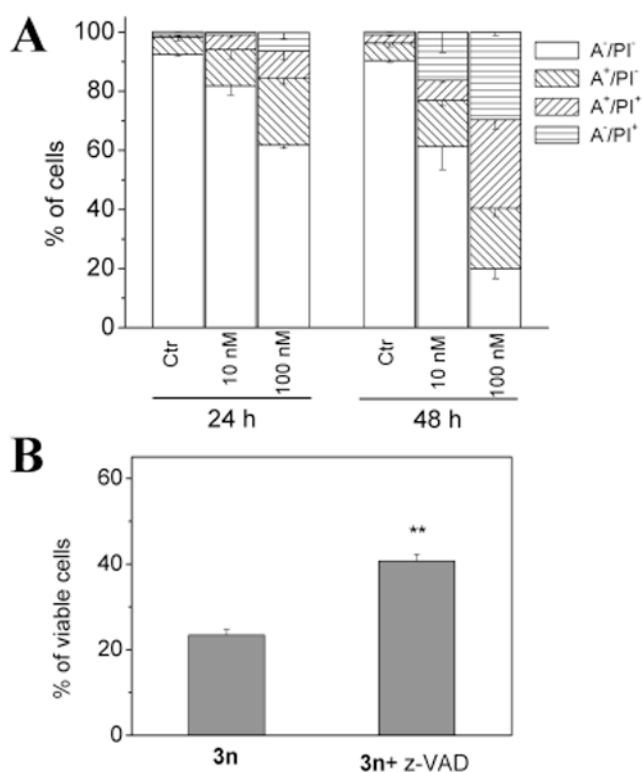 A
100
80
60
40
20
0
% of cells
A⁻/PI⁻
A⁺/PI⁻
A⁺/PI⁺
A⁻/PI⁺
Ctr
10 nM
100 nM
Ctr
10 nM
100 nM
24 h
48 h
B
60
40
20
0
% of viable cells
**
3n
3n+ z-VAD